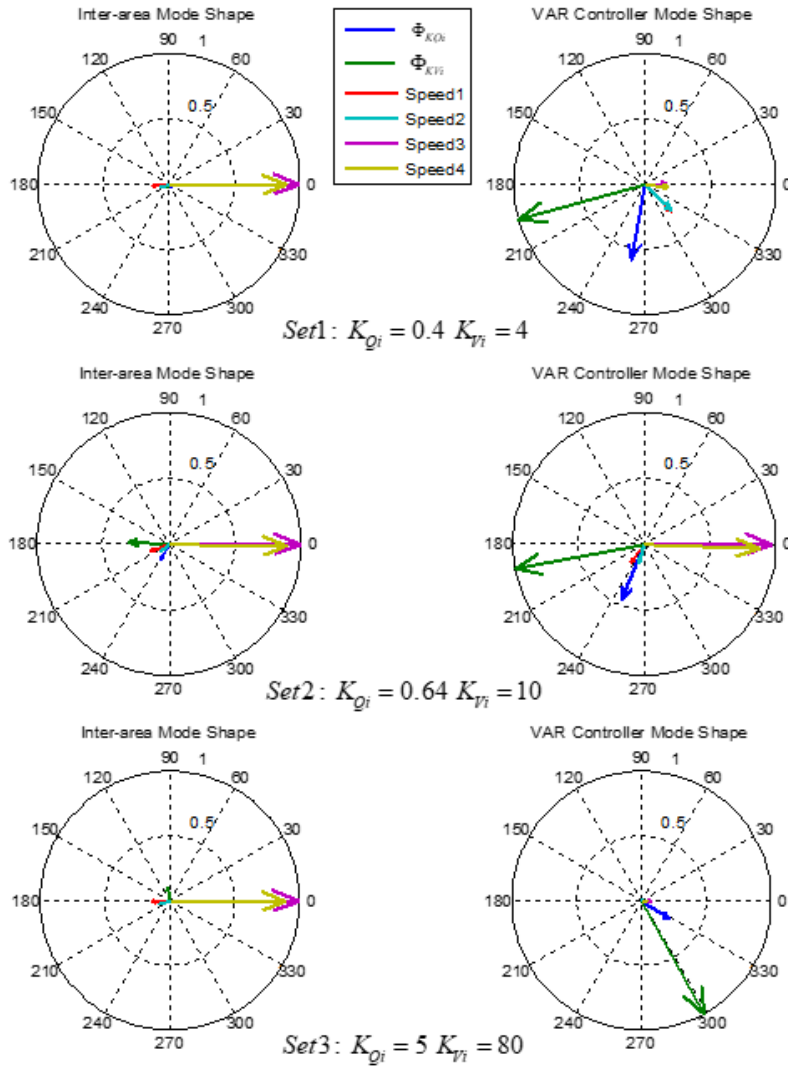 Inter-area Mode Shape
90 1
120 60
150 0.5 30
180 0
210 330
240 300
270
Φ_KQi
Φ_KVi
Speed1
Speed2
Speed3
Speed4
VAR Controller Mode Shape
90 1
120 60
150 0.5 30
180 0
210 330
240 300
270
Set1: K_Qi = 0.4 K_Vi = 4
Inter-area Mode Shape
90 1
120 60
150 0.5 30
180 0
210 330
240 300
270
VAR Controller Mode Shape
90 1
120 60
150 0.5 30
180 0
210 330
240 300
270
Set2: K_Qi = 0.64 K_Vi = 10
Inter-area Mode Shape
90 1
120 60
150 0.5 30
180 0
210 330
240 300
270
VAR Controller Mode Shape
90 1
120 60
150 0.5 30
180 0
210 330
240 300
270
Set3: K_Qi = 5 K_Vi = 80